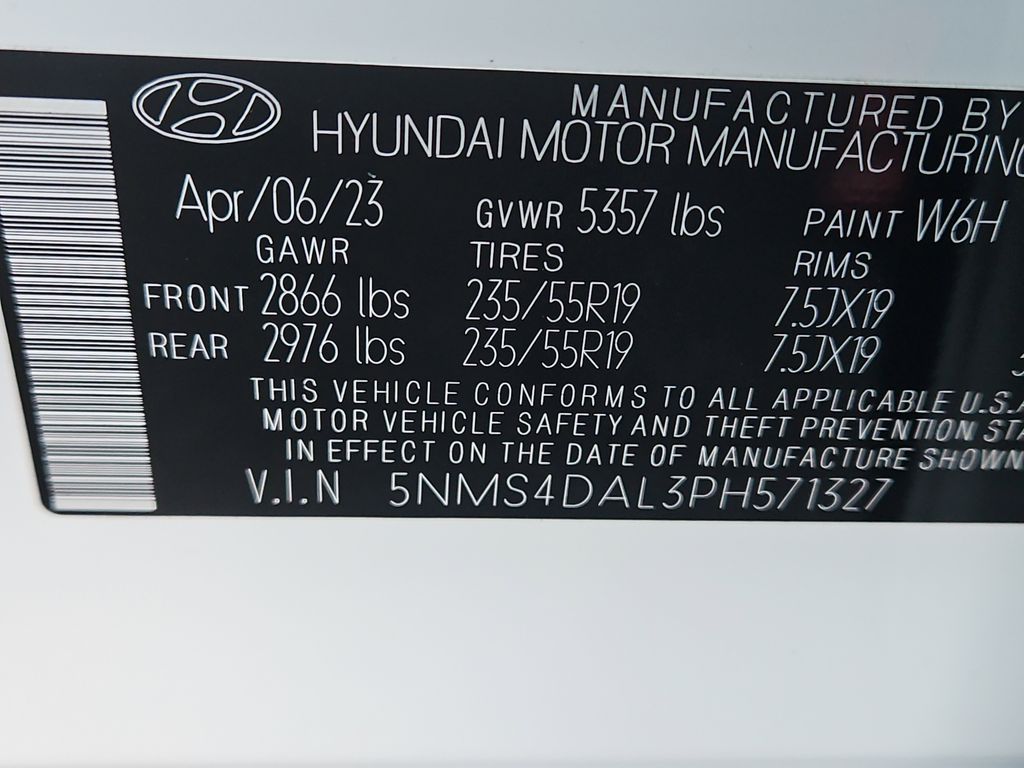 MANUFACTURED BY
HYUNDAI MOTOR MANUFACTURING
Apr/06/23 GVWR 5357 lbs PAINT W6H
GAWR TIRES RIMS
FRONT 2866 lbs 235/55R19 7.5JX19
REAR 2976 lbs 235/55R19 7.5JX19
THIS VEHICLE CONFORMS TO ALL APPLICABLE U.S.A
MOTOR VEHICLE SAFETY AND THEFT PREVENTION STA
IN EFFECT ON THE DATE OF MANUFACTURE SHOWN
V.I.N 5NMS4DAL3PH571327